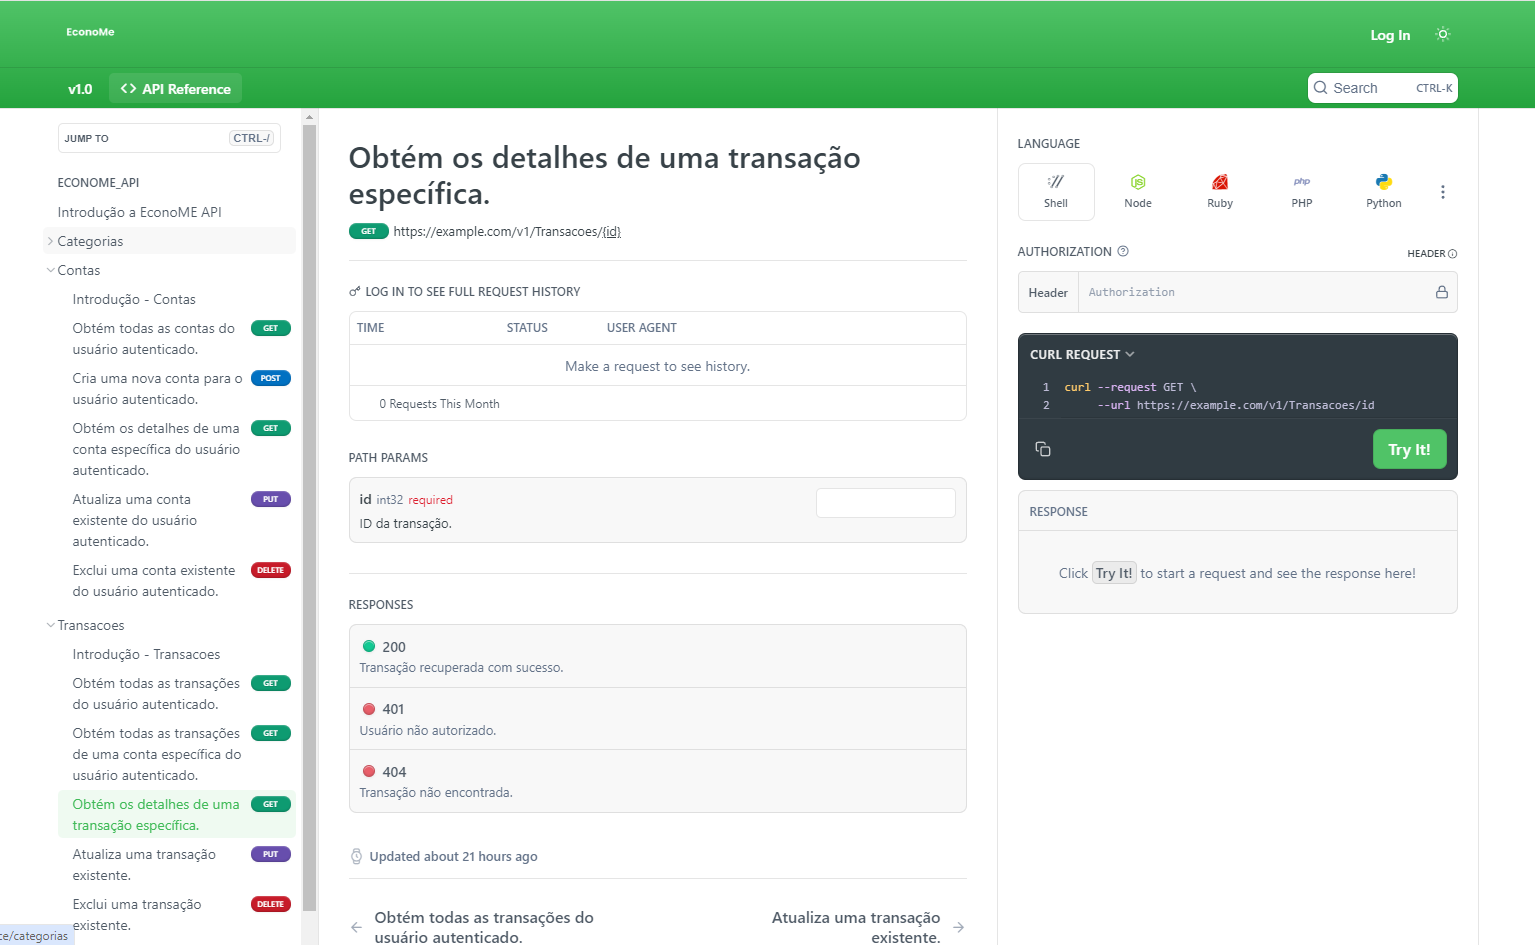 EconoMe
Log In
v1.0
API Reference
Search
CTRL-K
JUMP TO
CTRL-/
ECONOME_API
Introdução a EconoME API
Categorias
Contas
Introdução - Contas
Obtém todas as contas do
usuário autenticado.
GET
Cria uma nova conta para o
usuário autenticado.
POST
Obtém os detalhes de uma
conta específica do usuário
autenticado.
GET
Atualiza uma conta
existente do usuário
autenticado.
PUT
Exclui uma conta existente
do usuário autenticado.
DELETE
Transacoes
Introdução - Transacoes
Obtém todas as transações
do usuário autenticado.
GET
Obtém todas as transações
de uma conta específica do
usuário autenticado.
GET
Obtém os detalhes de uma
transação específica.
GET
Atualiza uma transação
existente.
PUT
Exclui uma transação
existente.
DELETE
ce/categorias
Obtém os detalhes de uma transação
específica.
GET https://example.com/v1/Transacoes/{id}
LOG IN TO SEE FULL REQUEST HISTORY
TIME STATUS USER AGENT
Make a request to see history.
0 Requests This Month
PATH PARAMS
id int32 required
ID da transação.
RESPONSES
200
Transação recuperada com sucesso.
401
Usuário não autorizado.
404
Transação não encontrada.
Updated about 21 hours ago
Obtém todas as transações do
usuário autenticado.
Atualiza uma transação
existente.
LANGUAGE
Shell
Node
Ruby
php
PHP
Python
AUTHORIZATION
HEADER
Header
Authorization
CURL REQUEST
1 curl --request GET \
2 --url https://example.com/v1/Transacoes/id
Try It!
RESPONSE
Click Try It! to start a request and see the response here!